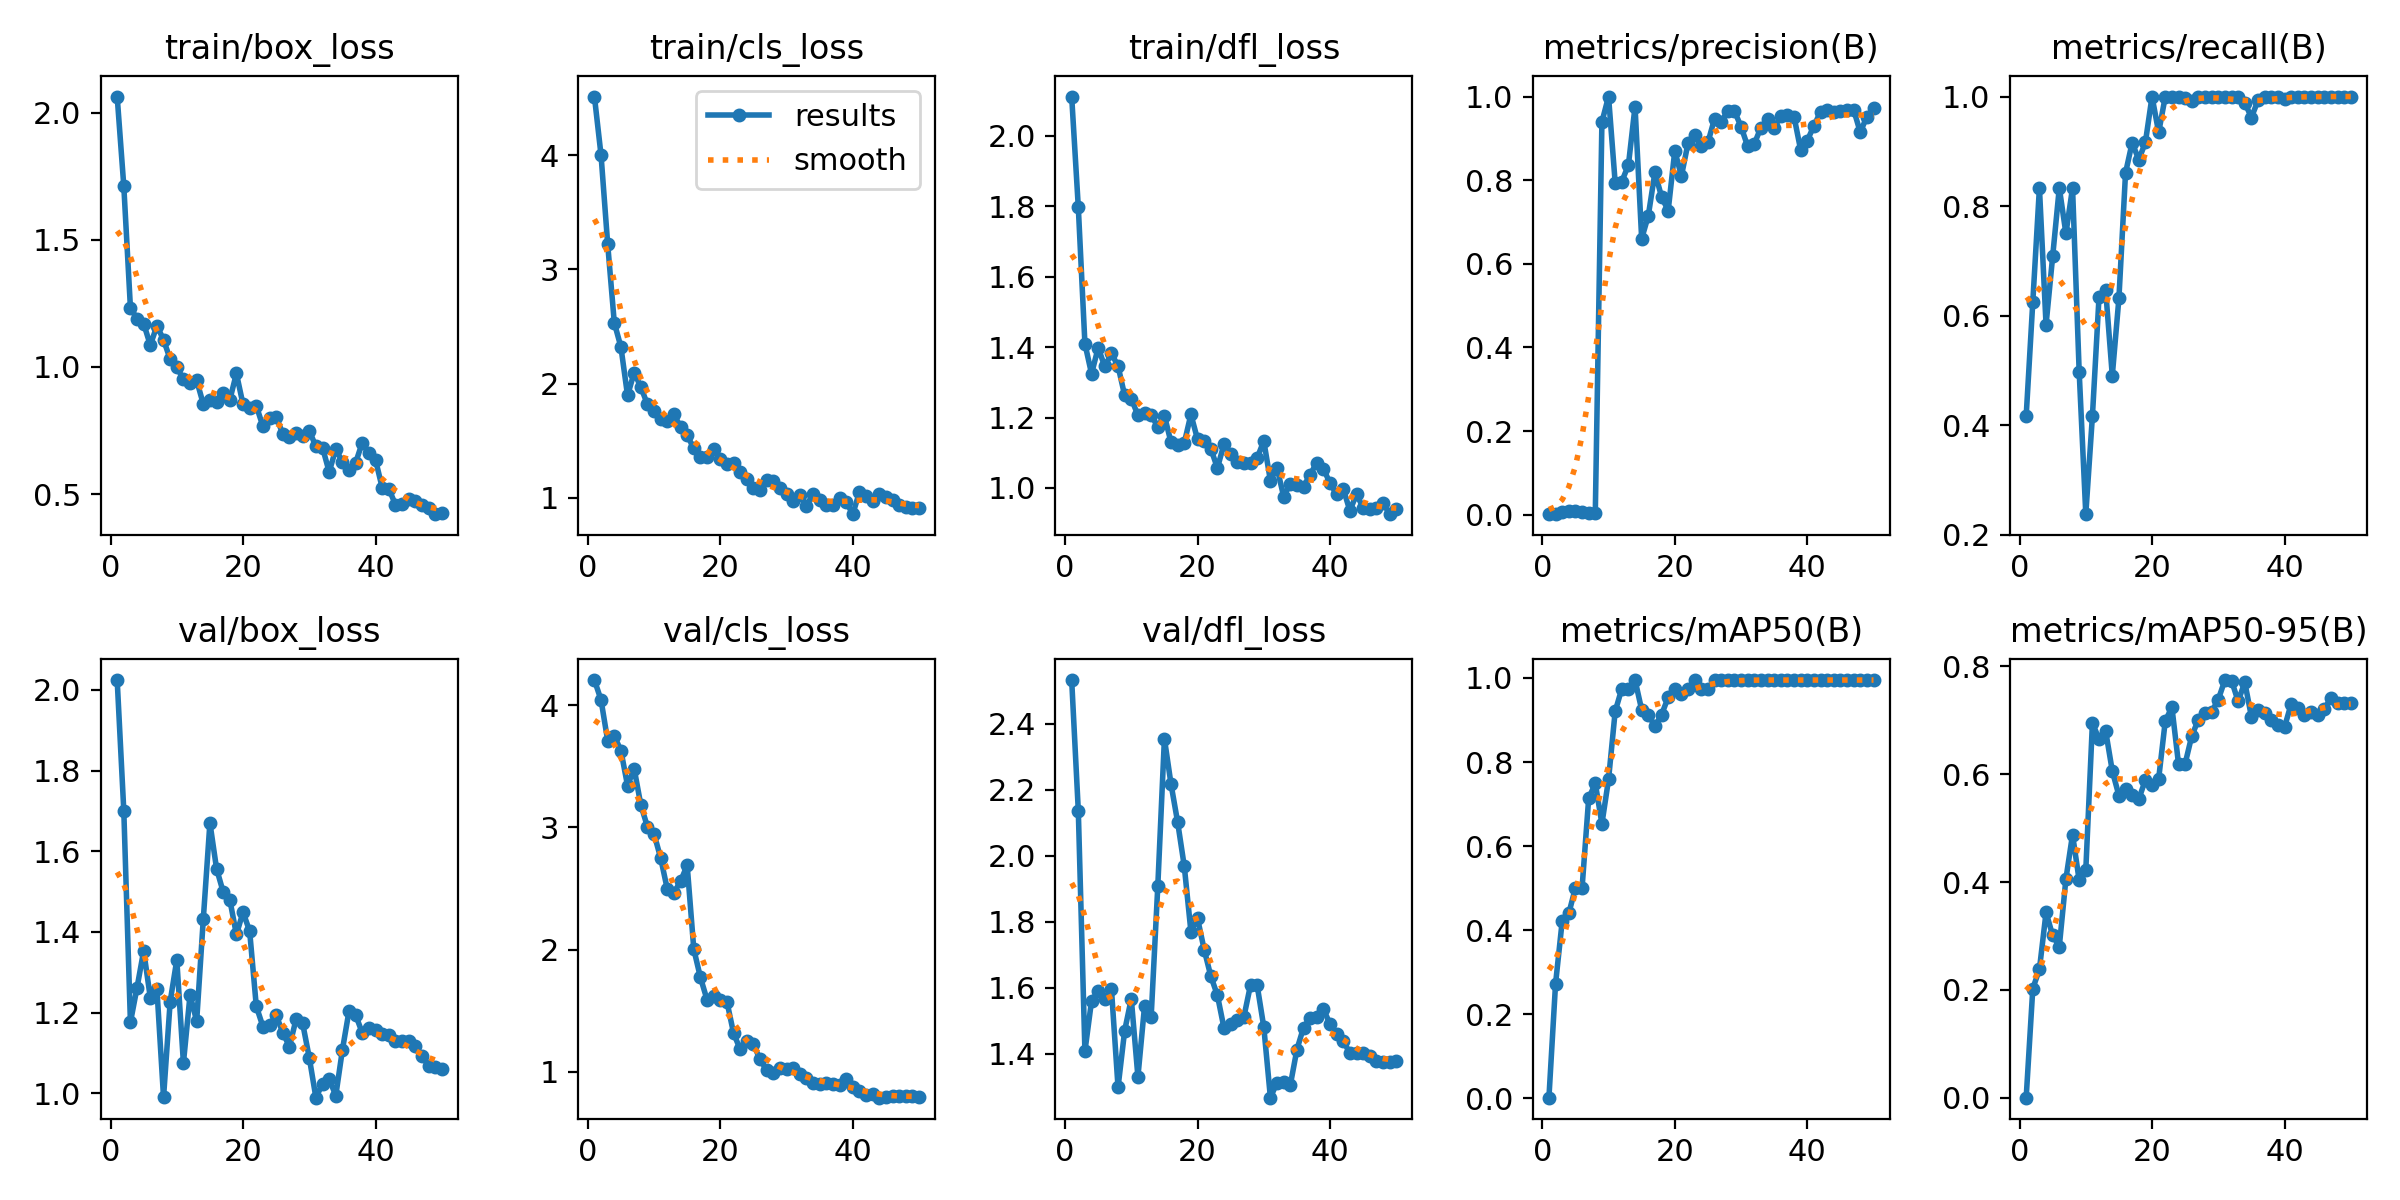 train/box_loss
2.0
1.5
1.0
0.5
0 20 40
train/cls_loss
results
smooth
4
3
2
1
0 20 40
train/dfl_loss
2.0
1.8
1.6
1.4
1.2
1.0
0 20 40
metrics/precision(B)
1.0
0.8
0.6
0.4
0.2
0.0
0 20 40
metrics/recall(B)
1.0
0.8
0.6
0.4
0.2
0 20 40
val/box_loss
2.0
1.8
1.6
1.4
1.2
1.0
0 20 40
val/cls_loss
4
3
2
1
0 20 40
val/dfl_loss
2.4
2.2
2.0
1.8
1.6
1.4
0 20 40
metrics/mAP50(B)
1.0
0.8
0.6
0.4
0.2
0.0
0 20 40
metrics/mAP50-95(B)
0.8
0.6
0.4
0.2
0.0
0 20 40